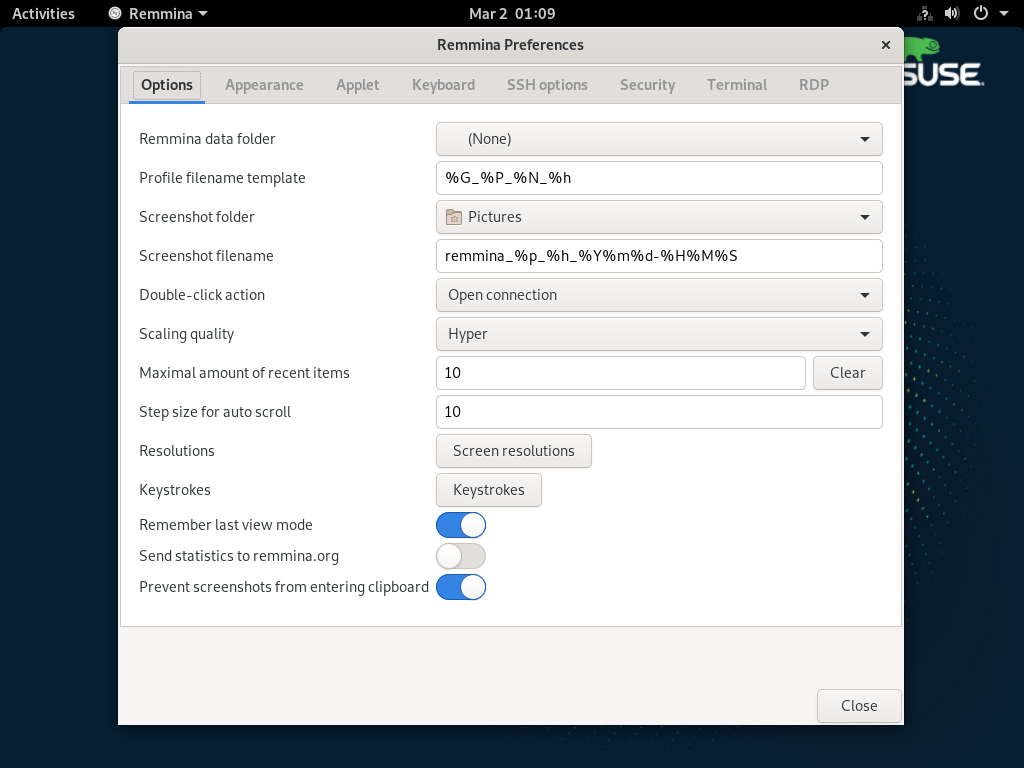 Activities Remmina Mar 2 01:09
Remmina Preferences
SUSE
Options Appearance Applet Keyboard SSH options Security Terminal RDP
Remmina data folder (None)
Profile filename template %G_%P_%N_%h
Screenshot folder Pictures
Screenshot filename remmina_%p_%h_%Y%m%d-%H%M%S
Double-click action Open connection
Scaling quality Hyper
Maximal amount of recent items 10 Clear
Step size for auto scroll 10
Resolutions Screen resolutions
Keystrokes Keystrokes
Remember last view mode
Send statistics to remmina.org
Prevent screenshots from entering clipboard
Close